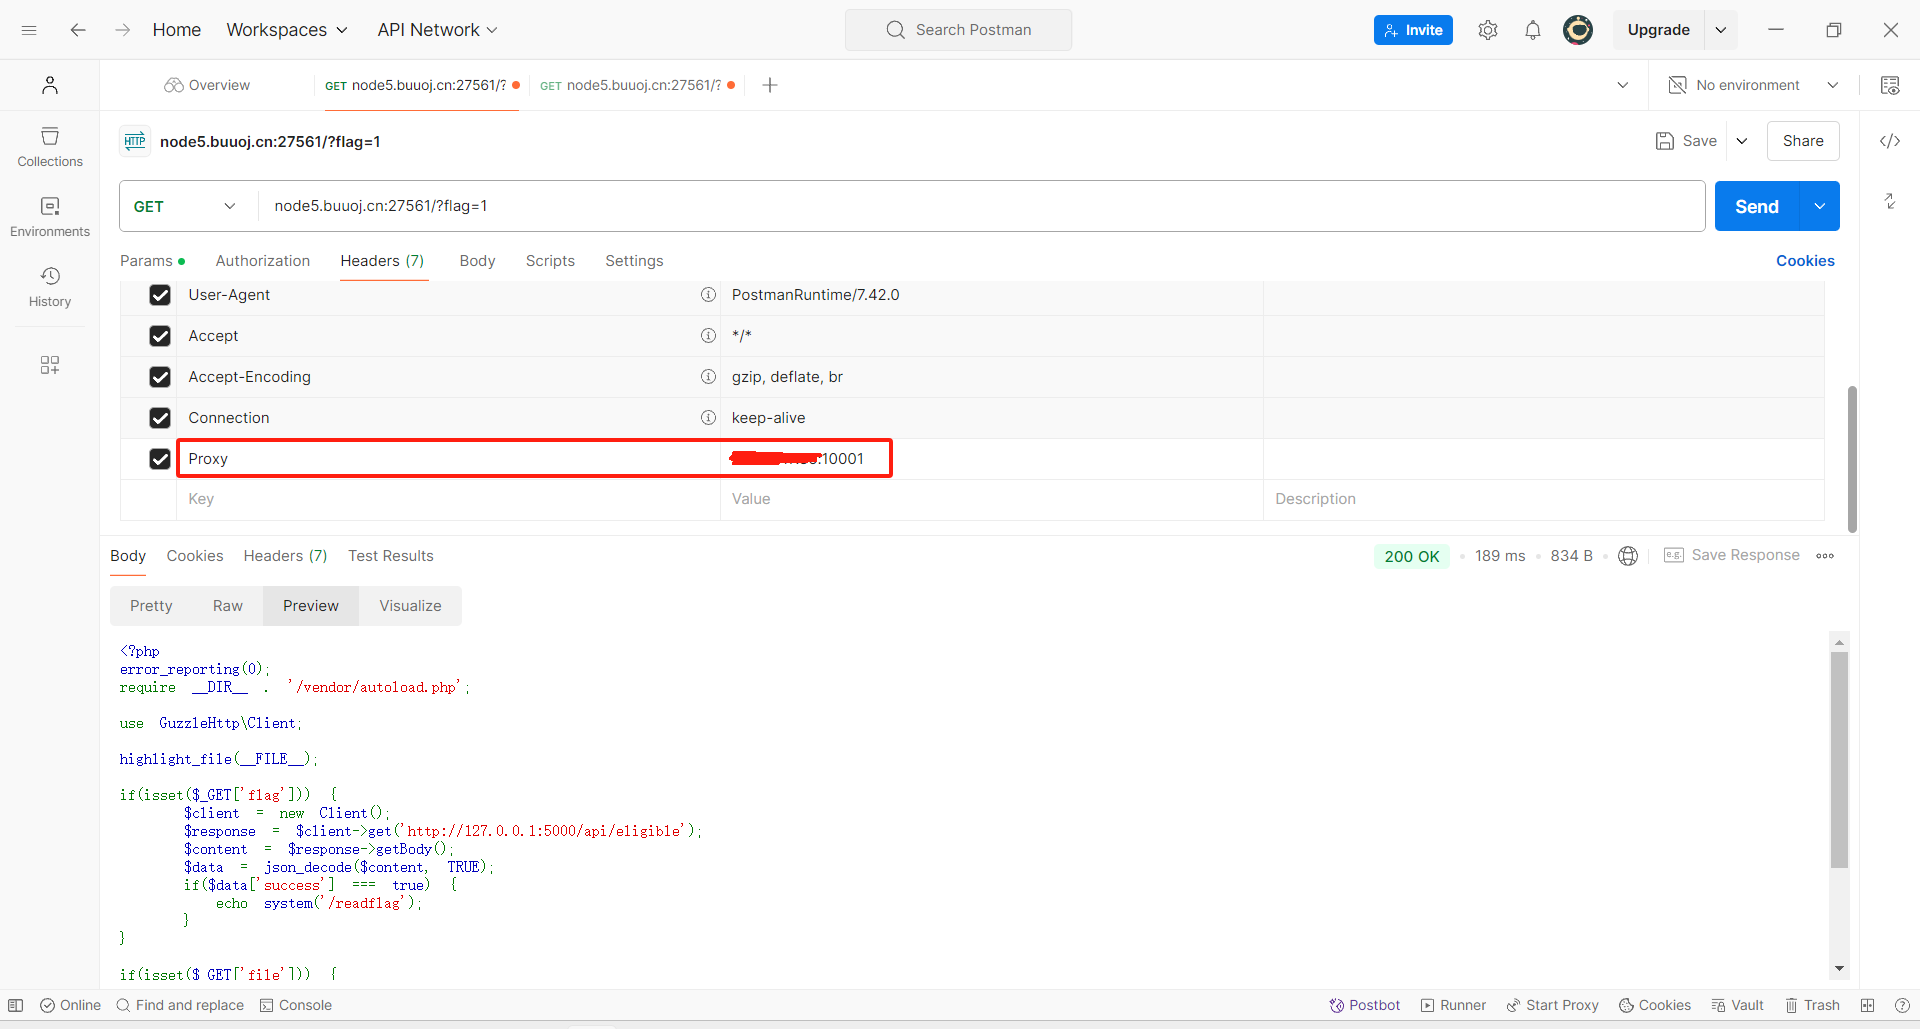 Home Workspaces API Network Search Postman Invite Upgrade
Overview GET node5.buuoj.cn:27561/? GET node5.buuoj.cn:27561/? No environment
HTTP node5.buuoj.cn:27561/?flag=1 Save Share
Collections
Environments
History
GET node5.buuoj.cn:27561/?flag=1 Send
Params Authorization Headers (7) Body Scripts Settings Cookies
User-Agent PostmanRuntime/7.42.0
Accept */*
Accept-Encoding gzip, deflate, br
Connection keep-alive
Proxy :10001
Key Value Description
Body Cookies Headers (7) Test Results 200 OK 189 ms 834 B e.g. Save Response
Pretty Raw Preview Visualize
<?php
error_reporting(0);
require __DIR__ . '/vendor/autoload.php';
use GuzzleHttp\Client;
highlight_file(__FILE__);
if(isset($_GET['flag'])) {
$client = new Client();
$response = $client->get('http://127.0.0.1:5000/api/eligible');
$content = $response->getBody();
$data = json_decode($content, TRUE);
if($data['success'] === true) {
echo system('/readflag');
}
}
if(isset($_GET['file'])) {
Online Find and replace Console Postbot Runner Start Proxy Cookies Vault Trash